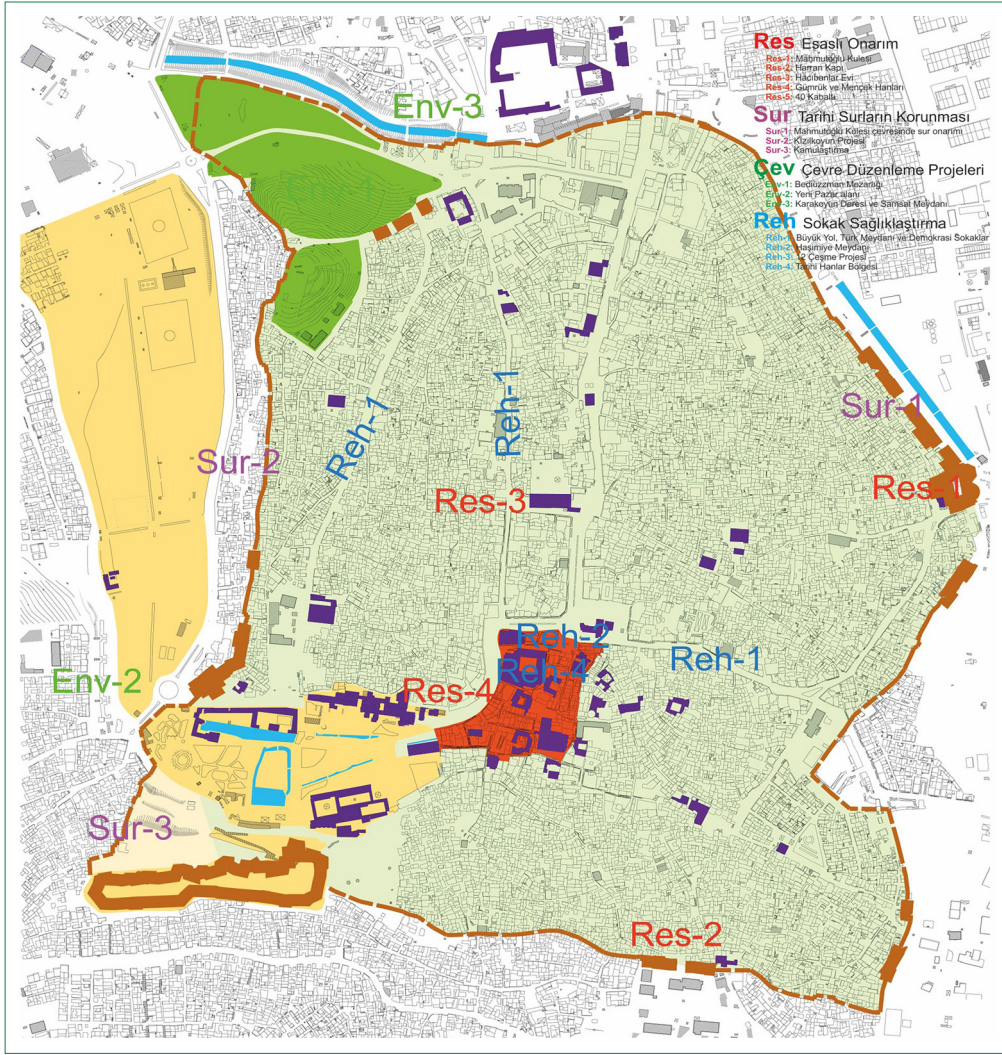 Res Esaslı Onarım
Res-1: Mahmutoğlu Kulesi
Res-2: Harran Kapı
Res-3: Hacıbanlar Evi
Res-4: Gümrük ve Mençek Hanları
Res-5: 40 Kabaltı
Sur Tarihi Surların Korunması
Sur-1: Mahmutoğlu Kulesi çevresinde sur onarımı
Sur-2: Kızılkoyun Projesi
Sur-3: Kamulaştırma
Çev Çevre Düzenleme Projeleri
Env-1: Bediüzzman Mezarlığı
Env-2: Yeni Pazar alanı
Env-3: Karakoyun Deresi ve Samsat Meydanı
Reh Sokak Sağlıklaştırma
Reh-1: Büyük Yol, Türk Meydanı ve Demokrasi Sokaklar
Reh-2: Haşimiye Meydanı
Reh-3: 12 Çeşme Projesi
Reh-4: Tarihi Hanlar Bölgesi
Env-3
Reh-1
Reh-1
Sur-1
Sur-2
Res-3
Res-1
Reh-2
Reh-4
Reh-1
Env-2
Res-4
Sur-3
Res-2